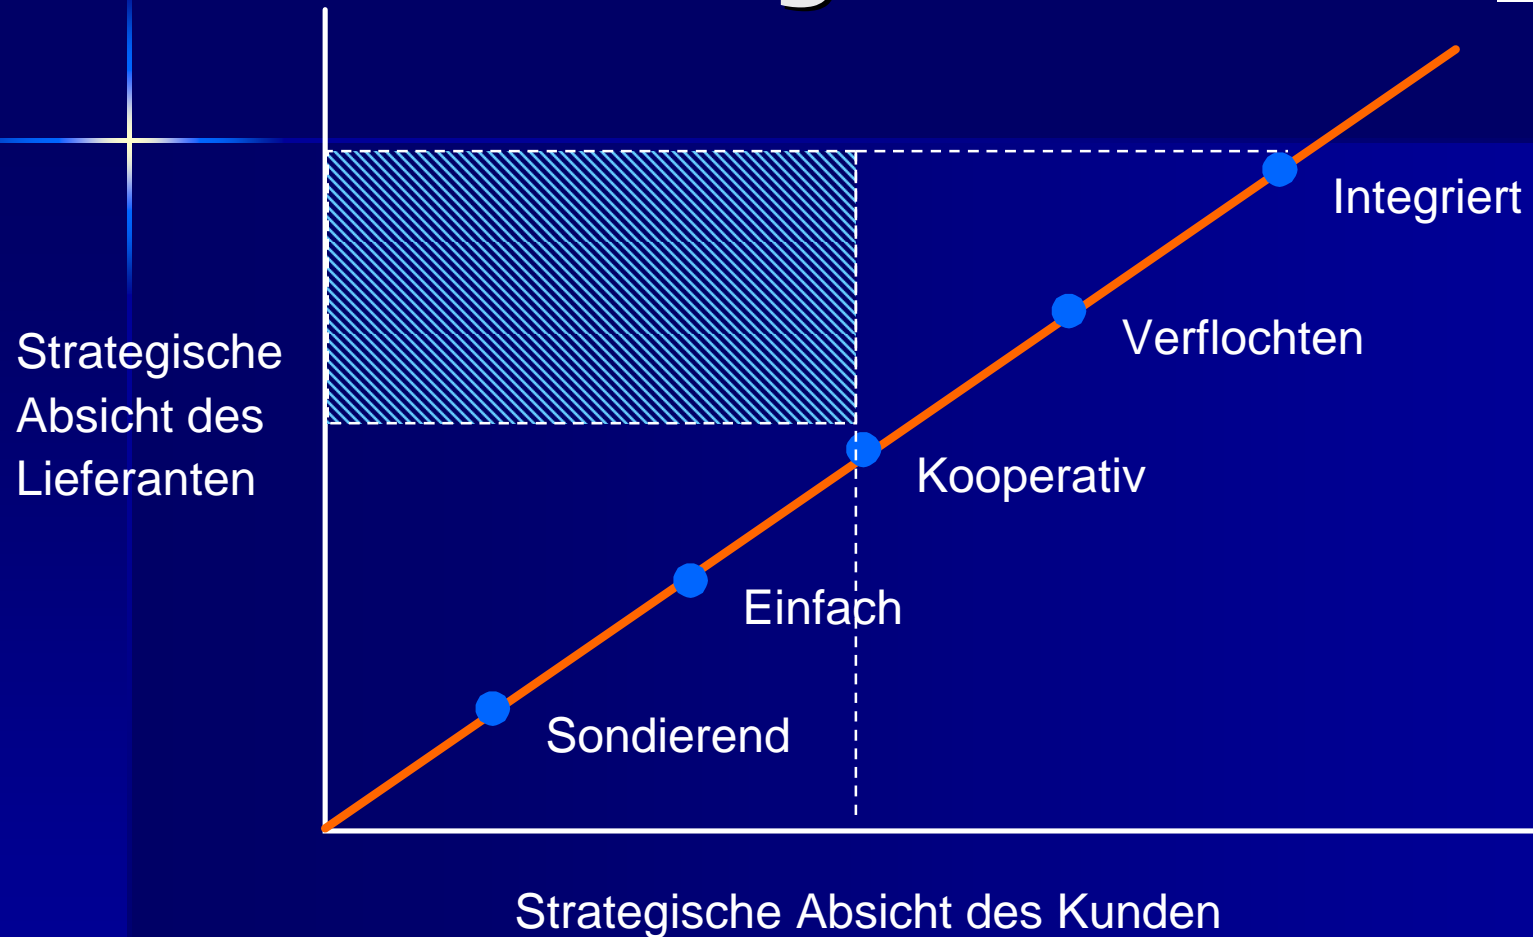 Integriert
Verflochten
Strategische
Absicht des
Lieferanten
Kooperativ
Einfach
Sondierend
Strategische Absicht des Kunden